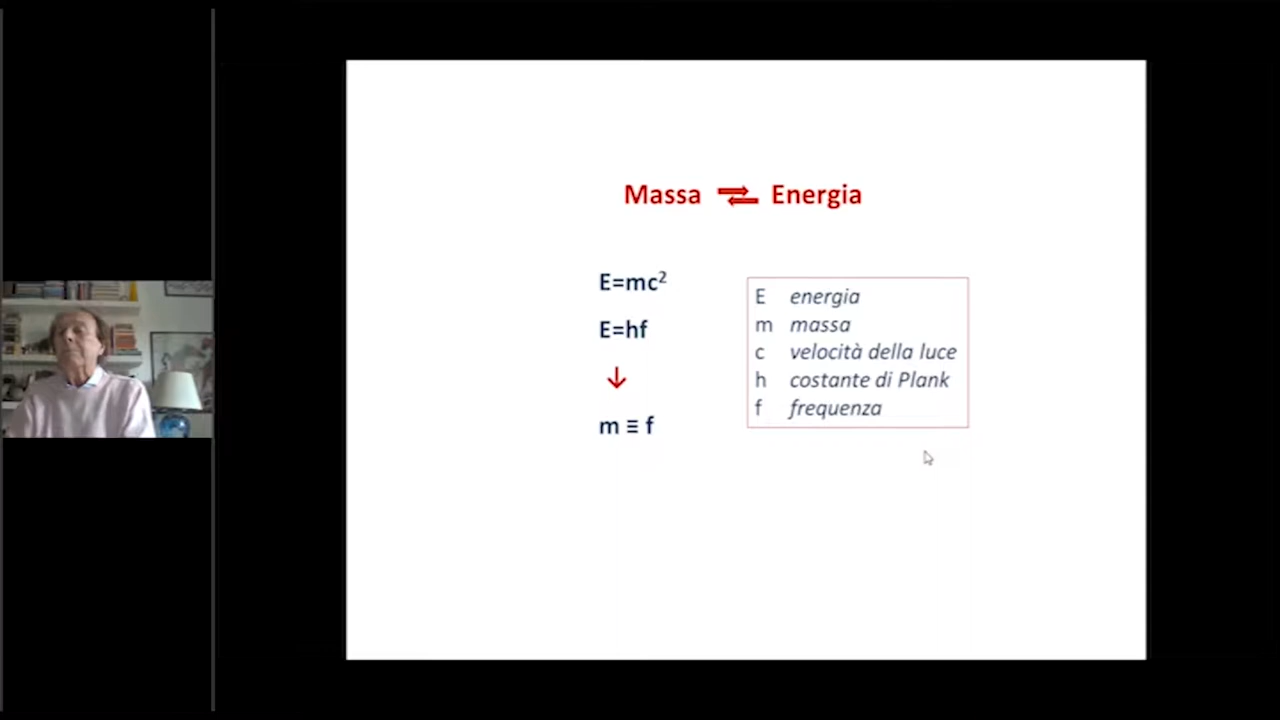 Massa ⇄ Energia
E=mc²
E=hf
↓
m ≡ f
E energia
m massa
c velocità della luce
h costante di Plank
f frequenza